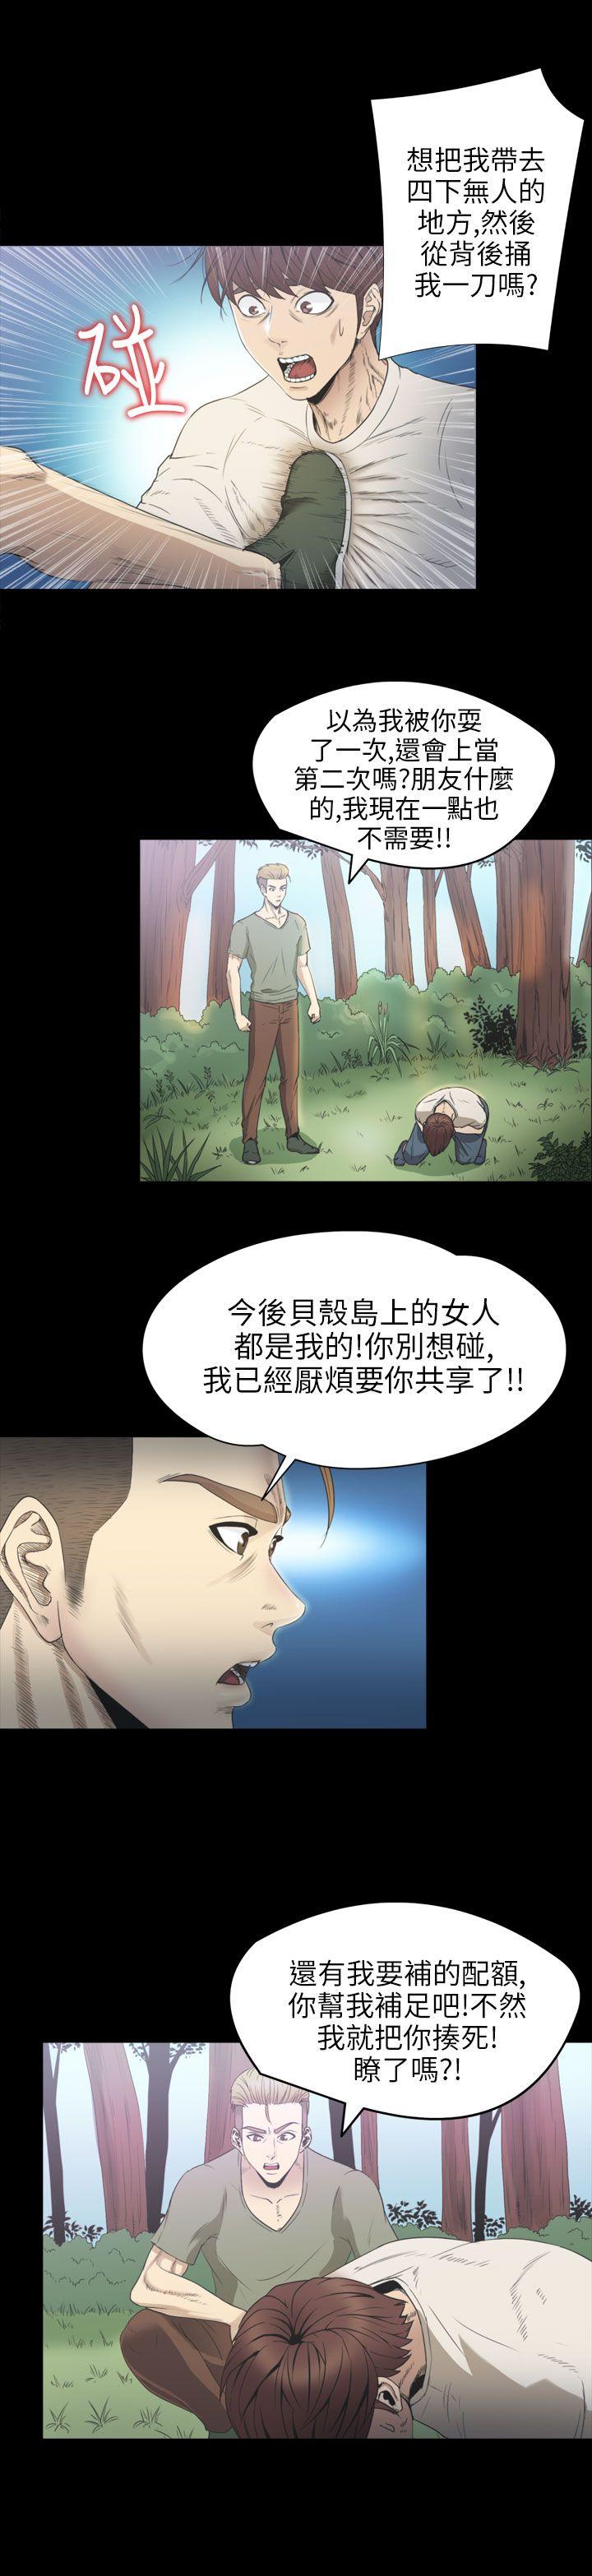 想把我帶去
四下無人的
地方,然後
從背後捅
我一刀嗎?
碰
以為我被你耍
了一次,還會上當
第二次嗎?朋友什麼
的,我現在一點也
不需要!!
今後貝殼島上的女人
都是我的!你別想碰,
我已經厭煩要你共享了!!
還有我要補的配額,
你幫我補足吧!不然
我就把你揍死!
瞭了嗎?!